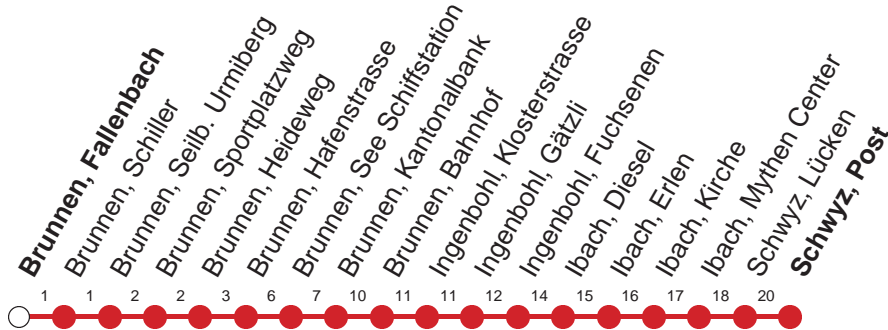 Brunnen, Fallenbach
Brunnen, Schiller
Brunnen, Seilb. Urmiberg
Brunnen, Sportplatzweg
Brunnen, Heideweg
Brunnen, Hafenstrasse
Brunnen, See Schiffstation
Brunnen, Kantonalbank
Brunnen, Bahnhof
Ingenbohl, Klosterstrasse
Ingenbohl, Gätzli
Ingenbohl, Fuchsenen
Ibach, Diesel
Ibach, Erlen
Ibach, Kirche
Ibach, Mythen Center
Schwyz, Lücken
Schwyz, Post
1 1 2 2 3 6 7 10 11 11 12 14 15 16 17 18 20